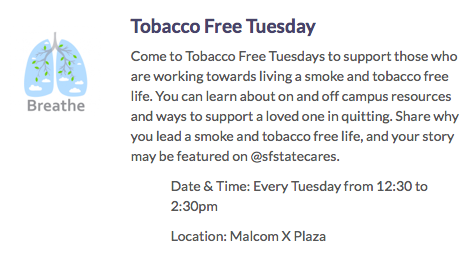 Tobacco Free Tuesday
Come to Tobacco Free Tuesdays to support those who
are working towards living a smoke and tobacco free
life. You can learn about on and off campus resources
and ways to support a loved one in quitting. Share why
you lead a smoke and tobacco free life, and your story
may be featured on @sfstatecares.
Breathe
Date & Time: Every Tuesday from 12:30 to
2:30pm
Location: Malcom X Plaza